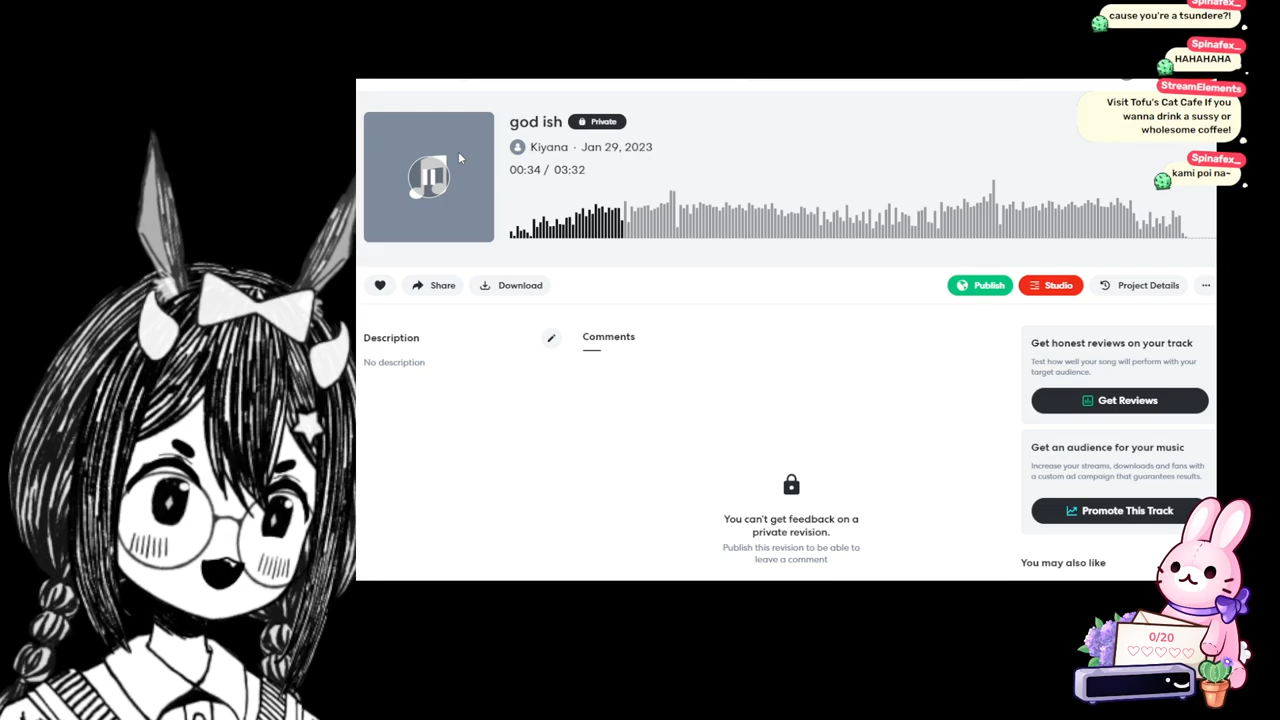 Spinafex_
cause you're a tsundere?!
Spinafex_
HAHAHAHA
StreamElements
Visit Tofu's Cat Cafe If you
wanna drink a sussy or
wholesome coffee!
Spinafex_
kami poi na~
god ish
Private
Kiyana · Jan 29, 2023
00:34 / 03:32
Share
Download
Publish
Studio
Project Details
Description
No description
Comments
You can't get feedback on a
private revision.
Publish this revision to be able to
leave a comment
Get honest reviews on your track
Test how well your song will perform with your
target audience.
Get Reviews
Get an audience for your music
Increase your streams, downloads and fans with
a custom ad campaign that guarantees results.
Promote This Track
You may also like
0/20